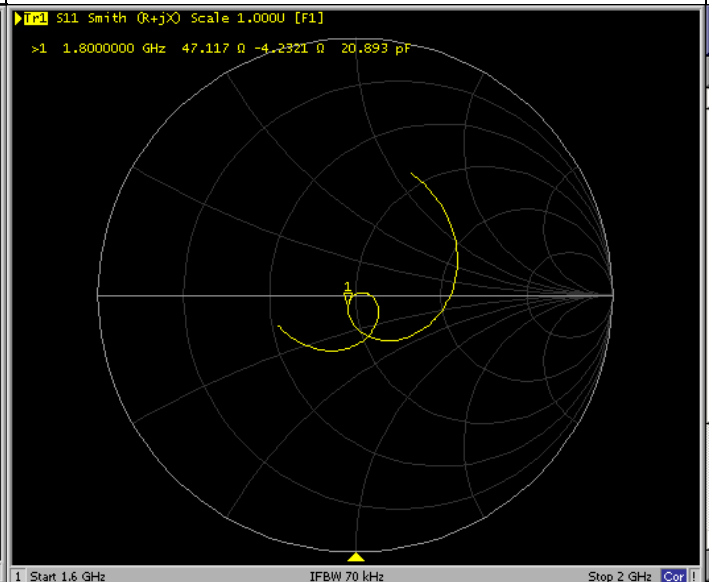 Tr1 S11 Smith (R+jX) Scale 1.000U [F1]
>1 1.8000000 GHz 47.117 Ω -4.2321 Ω 20.893 pF
1
1 Start 1.6 GHz IFBW 70 kHz Stop 2 GHz Cor !